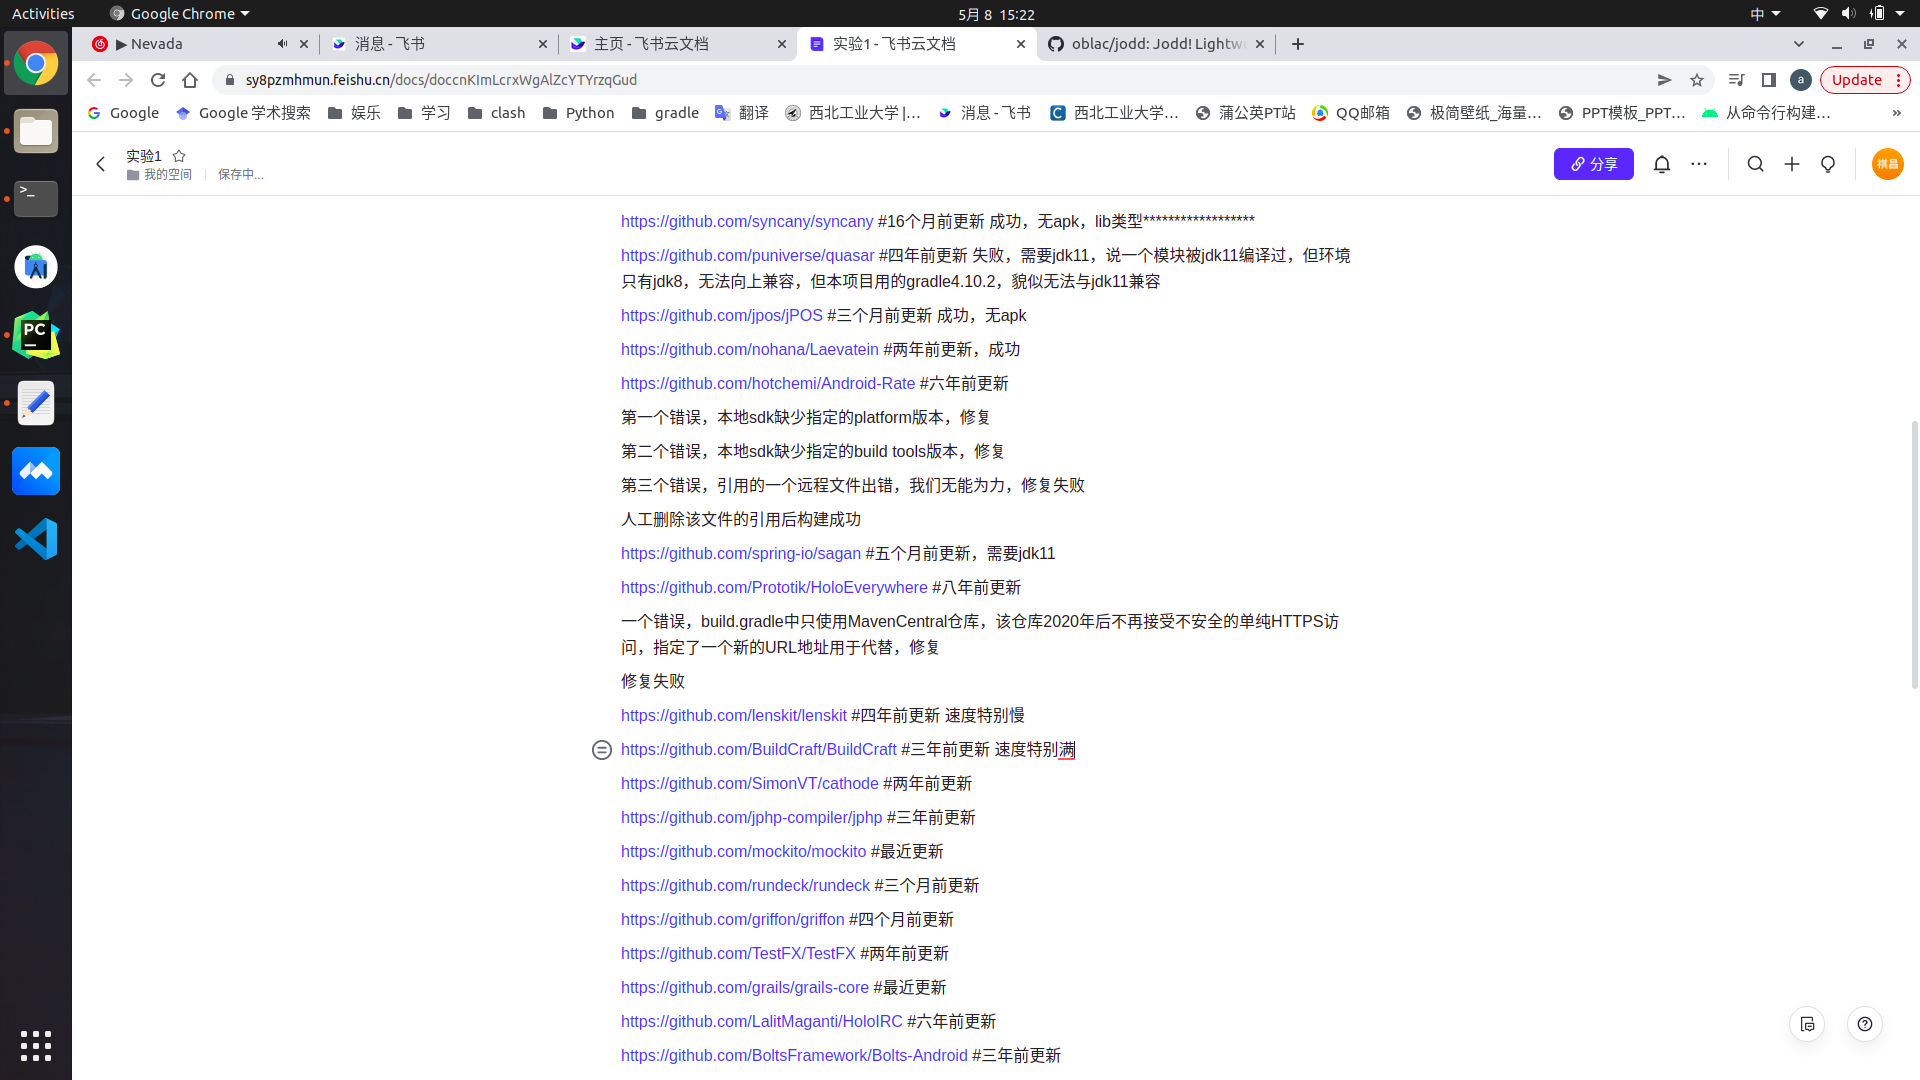 Activities
Google Chrome
5月 8 15:22
中
▶ Nevada
消息 - 飞书
主页 - 飞书云文档
实验1 - 飞书云文档
oblac/jodd: Jodd! Lightw
sy8pzmhmun.feishu.cn/docs/doccnKImLcrxWgAlZcYTYrzqGud
a
Update
Google
Google 学术搜索
娱乐
学习
clash
Python
gradle
翻译
西北工业大学 |...
消息 - 飞书
西北工业大学...
蒲公英PT站
QQ邮箱
极简壁纸_海量...
PPT模板_PPT...
从命令行构建...
»
实验1
我的空间
保存中...
分享
祺昌
https://github.com/syncany/syncany #16个月前更新 成功，无apk，lib类型******************
https://github.com/puniverse/quasar #四年前更新 失败，需要jdk11，说一个模块被jdk11编译过，但环境
只有jdk8，无法向上兼容，但本项目用的gradle4.10.2，貌似无法与jdk11兼容
https://github.com/jpos/jPOS #三个月前更新 成功，无apk
https://github.com/nohana/Laevatein #两年前更新，成功
https://github.com/hotchemi/Android-Rate #六年前更新
第一个错误，本地sdk缺少指定的platform版本，修复
第二个错误，本地sdk缺少指定的build tools版本，修复
第三个错误，引用的一个远程文件出错，我们无能为力，修复失败
人工删除该文件的引用后构建成功
https://github.com/spring-io/sagan #五个月前更新，需要jdk11
https://github.com/Prototik/HoloEverywhere #八年前更新
一个错误，build.gradle中只使用MavenCentral仓库，该仓库2020年后不再接受不安全的单纯HTTPS访
问，指定了一个新的URL地址用于代替，修复
修复失败
https://github.com/lenskit/lenskit #四年前更新 速度特别慢
https://github.com/BuildCraft/BuildCraft #三年前更新 速度特别满
https://github.com/SimonVT/cathode #两年前更新
https://github.com/jphp-compiler/jphp #三年前更新
https://github.com/mockito/mockito #最近更新
https://github.com/rundeck/rundeck #三个月前更新
https://github.com/griffon/griffon #四个月前更新
https://github.com/TestFX/TestFX #两年前更新
https://github.com/grails/grails-core #最近更新
https://github.com/LalitMaganti/HoloIRC #六年前更新
https://github.com/BoltsFramework/Bolts-Android #三年前更新